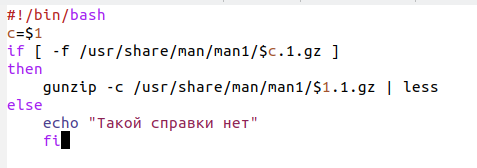 #!/bin/bash
c=$1
if [ -f /usr/share/man/man1/$c.1.gz ]
then
    gunzip -c /usr/share/man/man1/$1.1.gz | less
else
    echo "Такой справки нет"
    fi